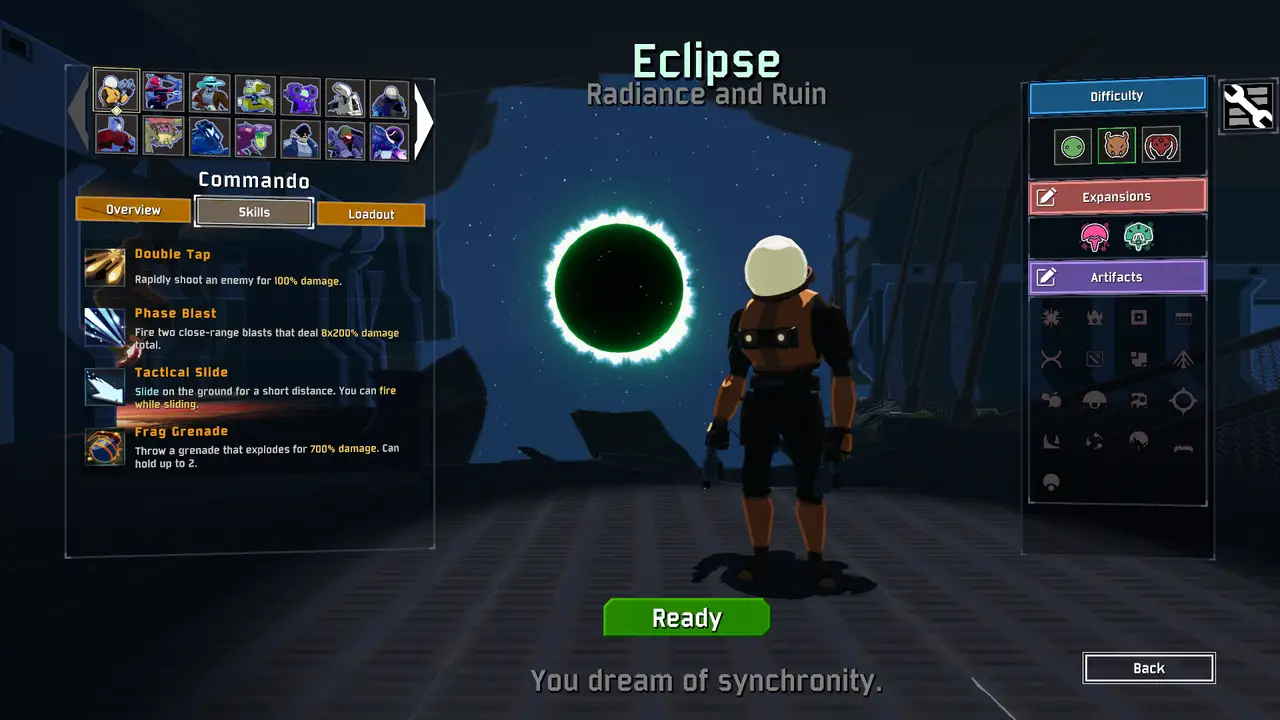 Eclipse
Radiance and Ruin
Commando
Overview
Skills
Loadout
Double Tap
Rapidly shoot an enemy for 100% damage.
Phase Blast
Fire two close-range blasts that deal 8x200% damage
total.
Tactical Slide
Slide on the ground for a short distance. You can fire
while sliding.
Frag Grenade
Throw a grenade that explodes for 700% damage. Can
hold up to 2.
Difficulty
Expansions
Artifacts
Ready
You dream of synchronity.
Back